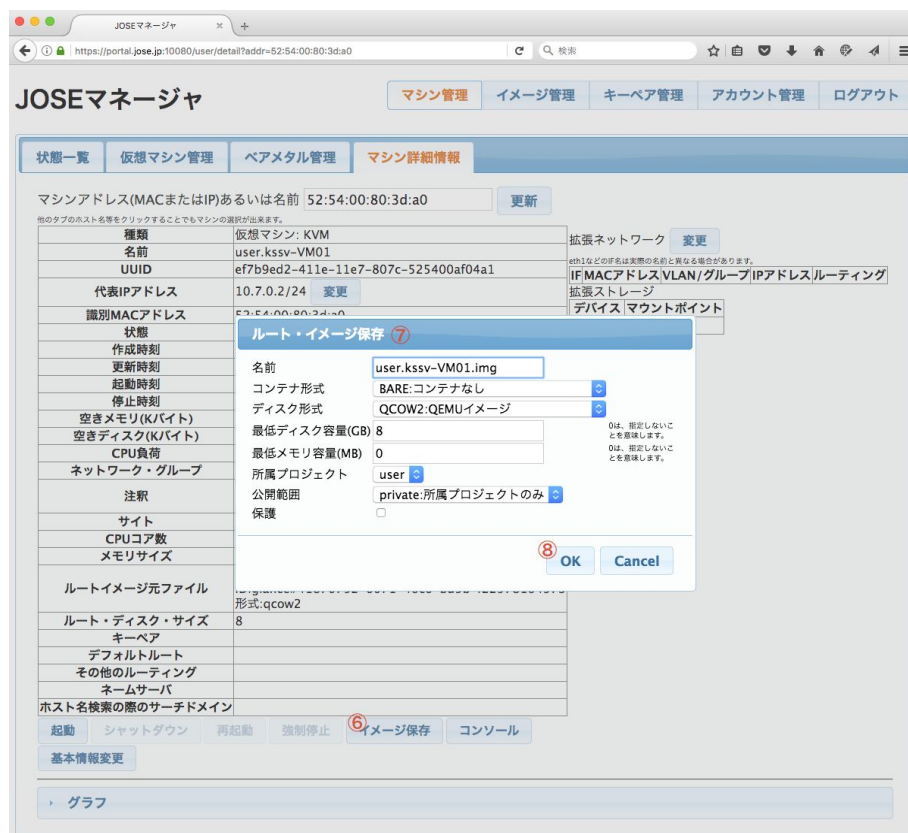 JOSEマネージャ
https://portal.jose.jp:10080/user/detail?addr=52:54:00:80:3d:a0
検索
JOSEマネージャ
マシン管理 イメージ管理 キーペア管理 アカウント管理 ログアウト
状態一覧 仮想マシン管理 ベアメタル管理 マシン詳細情報
マシンアドレス(MACまたはIP)あるいは名前 52:54:00:80:3d:a0 更新
他のタブのホスト名等をクリックすることでもマシンの選択が出来ます。
種類 仮想マシン: KVM
名前 user.kssv-VM01
UUID ef7b9ed2-411e-11e7-807c-525400af04a1
代表IPアドレス 10.7.0.2/24 変更
識別MACアドレス 52:54:00:80:3d:a0
状態
作成時刻
更新時刻
起動時刻
停止時刻
空きメモリ(Kバイト)
空きディスク(Kバイト)
CPU負荷
ネットワーク・グループ
注釈
サイト
CPUコア数
メモリサイズ
ルートイメージ元ファイル
形式:qcow2
ルート・ディスク・サイズ 8
キーペア
デフォルトルート
その他のルーティング
ネームサーバ
ホスト名検索の際のサーチドメイン
拡張ネットワーク 変更
eth1などのIF名は実際の名前と異なる場合があります。
IF MACアドレス VLAN/グループ IPアドレス ルーティング
拡張ストレージ
デバイス マウントポイント
ルート・イメージ保存 ⑦
名前 user.kssv-VM01.img
コンテナ形式 BARE:コンテナなし
ディスク形式 QCOW2:QEMUイメージ
最低ディスク容量(GB) 8 0は、指定しないこ
とを意味します。
最低メモリ容量(MB) 0 0は、指定しないこ
とを意味します。
所属プロジェクト user
公開範囲 private:所属プロジェクトのみ
保護
⑧ OK Cancel
起動 シャットダウン 再起動 強制停止 ⑥ イメージ保存 コンソール
基本情報変更
グラフ